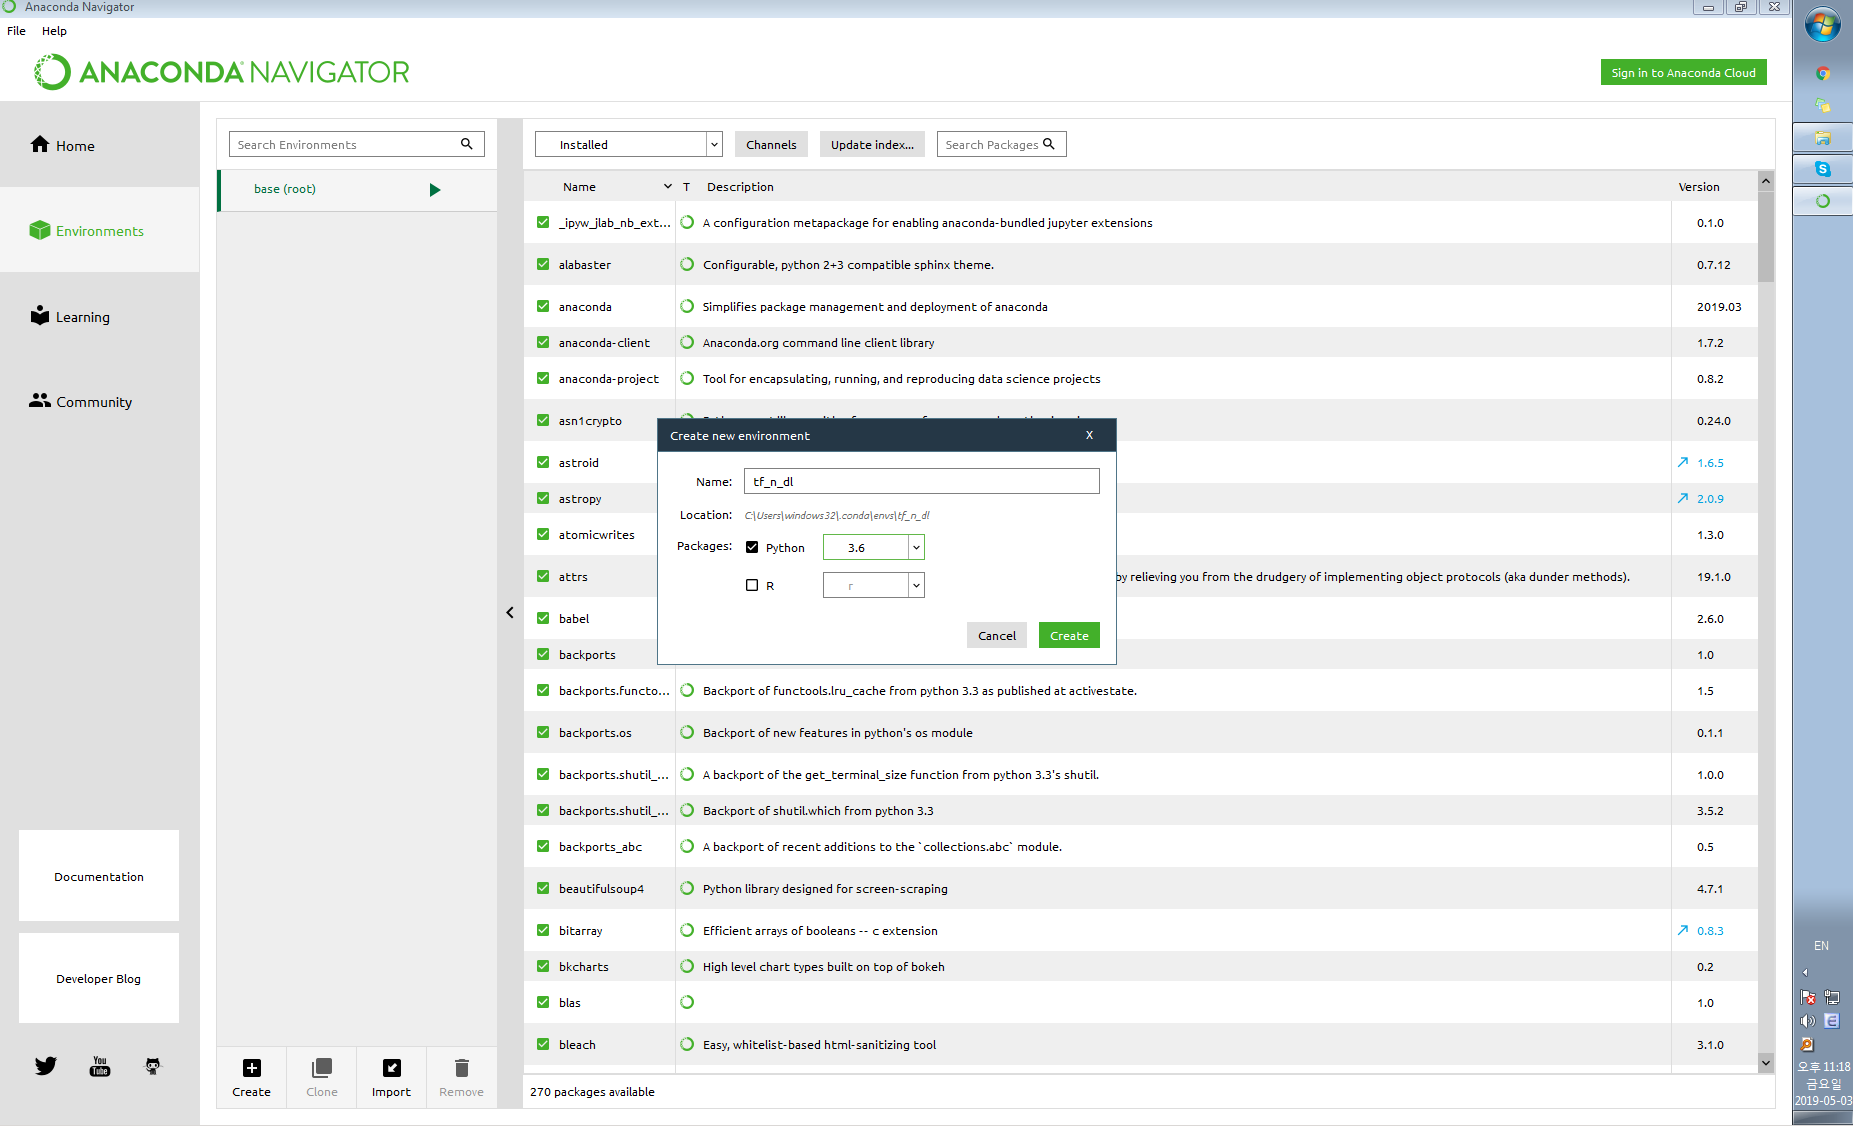 Anaconda Navigator
File Help
ANACONDA NAVIGATOR
Sign in to Anaconda Cloud
Home
Environments
Learning
Community
Documentation
Developer Blog
You Tube
Search Environments
base (root)
Create Clone Import Remove
Installed Channels Update index... Search Packages
Name T Description Version
_ipyw_jlab_nb_ext... A configuration metapackage for enabling anaconda-bundled jupyter extensions 0.1.0
alabaster Configurable, python 2+3 compatible sphinx theme. 0.7.12
anaconda Simplifies package management and deployment of anaconda 2019.03
anaconda-client Anaconda.org command line client library 1.7.2
anaconda-project Tool for encapsulating, running, and reproducing data science projects 0.8.2
asn1crypto 0.24.0
astroid 1.6.5
astropy 2.0.9
atomicwrites 1.3.0
attrs by relieving you from the drudgery of implementing object protocols (aka dunder methods). 19.1.0
babel 2.6.0
backports 1.0
backports.functo... Backport of functools.lru_cache from python 3.3 as published at activestate. 1.5
backports.os Backport of new features in python's os module 0.1.1
backports.shutil_... A backport of the get_terminal_size function from python 3.3's shutil. 1.0.0
backports.shutil_... Backport of shutil.which from python 3.3 3.5.2
backports_abc A backport of recent additions to the `collections.abc` module. 0.5
beautifulsoup4 Python library designed for screen-scraping 4.7.1
bitarray Efficient arrays of booleans -- c extension 0.8.3
bkcharts High level chart types built on top of bokeh 0.2
blas 1.0
bleach Easy, whitelist-based html-sanitizing tool 3.1.0
270 packages available
Create new environment X
Name: tf_n_dl
Location: C:\Users\windows32\.conda\envs\tf_n_dl
Packages: Python 3.6
R r
Cancel Create
EN
오후 11:18
금요일
2019-05-03